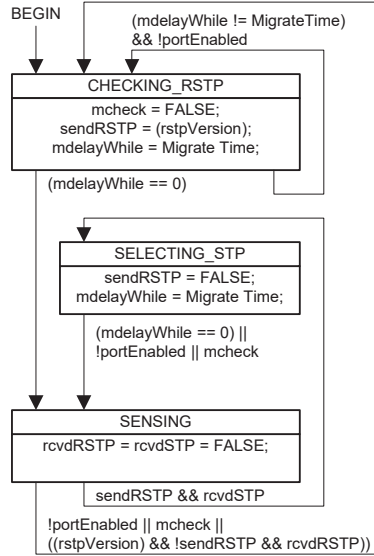 BEGIN
(mdelayWhile != MigrateTime)
&& !portEnabled
CHECKING_RSTP
mcheck = FALSE;
sendRSTP = (rstpVersion);
mdelayWhile = Migrate Time;
(mdelayWhile == 0)
SELECTING_STP
sendRSTP = FALSE;
mdelayWhile = Migrate Time;
(mdelayWhile == 0) ||
!portEnabled || mcheck
SENSING
rcvdRSTP = rcvdSTP = FALSE;
sendRSTP && rcvdSTP
!portEnabled || mcheck ||
((rstpVersion) && !sendRSTP && rcvdRSTP))